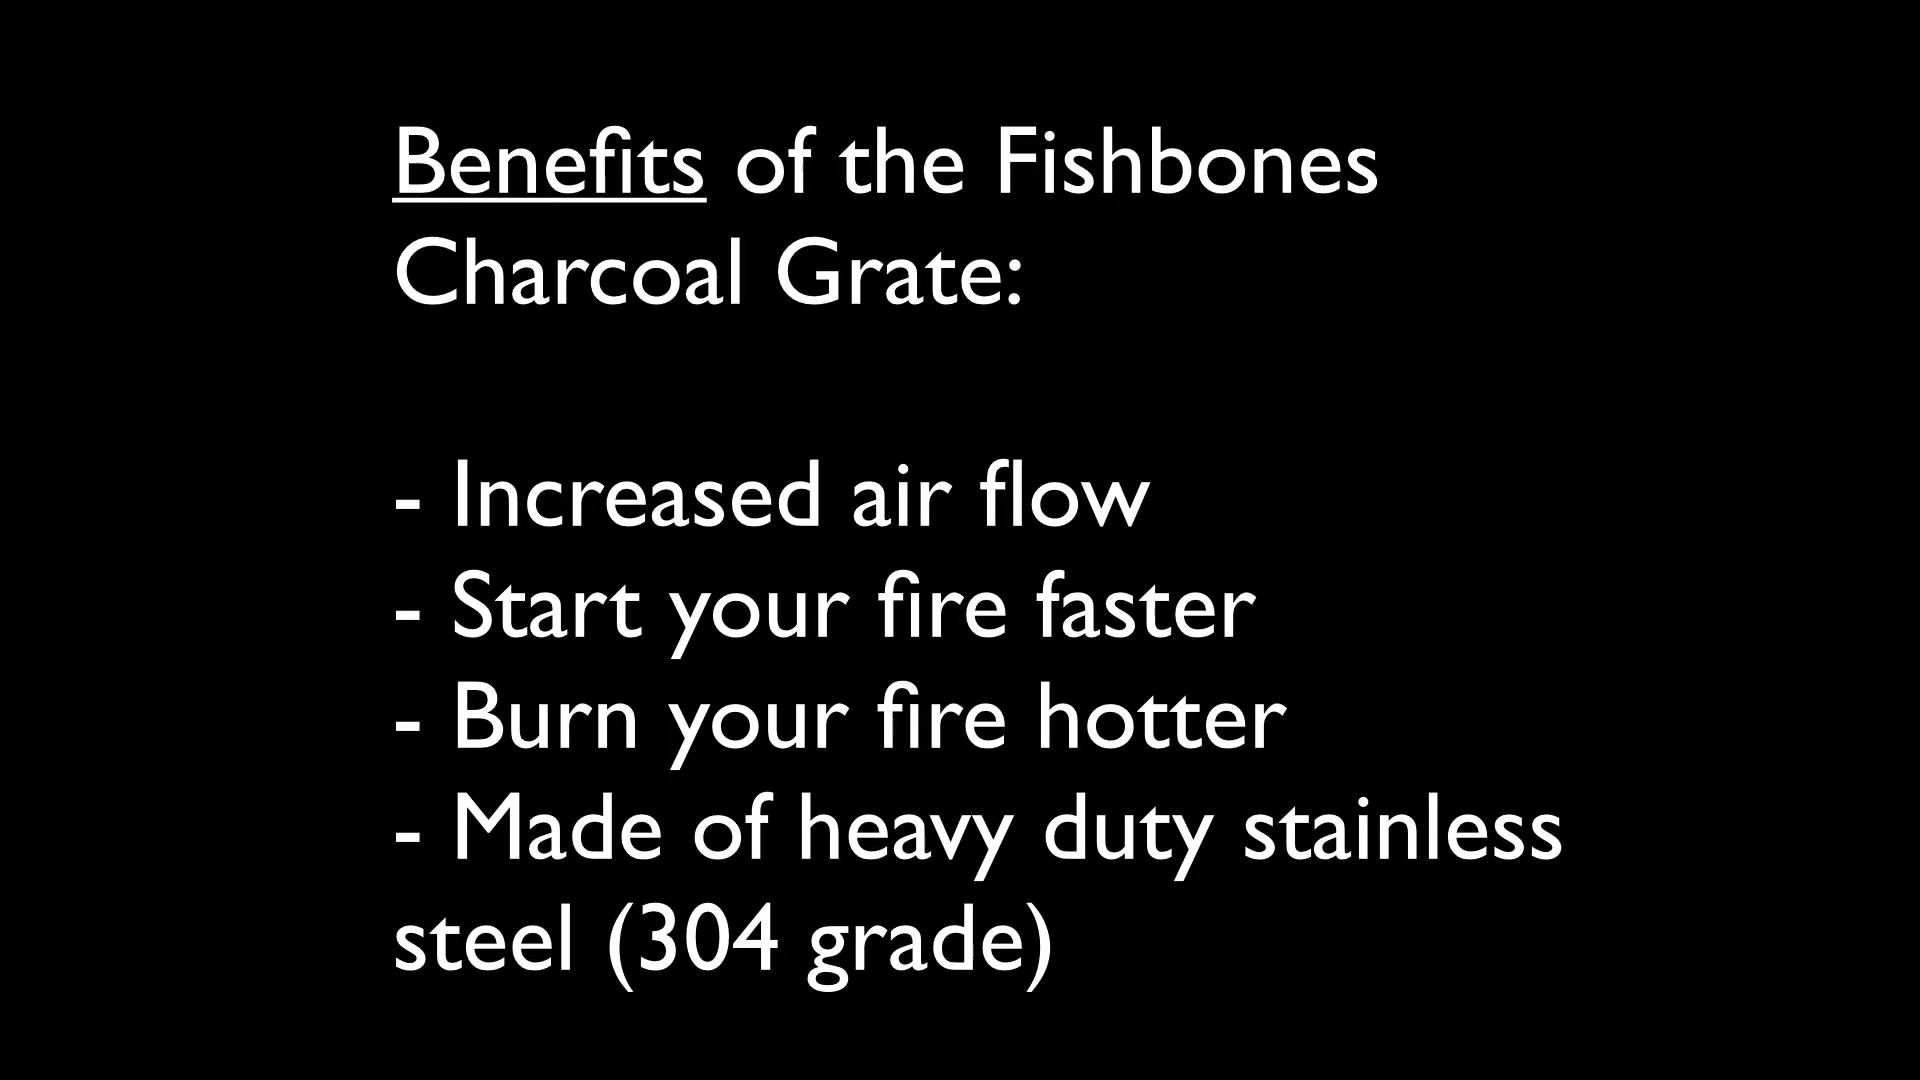 Benefits of the Fishbones
Charcoal Grate:
- Increased air flow
- Start your fire faster
- Burn your fire hotter
- Made of heavy duty stainless
steel (304 grade)